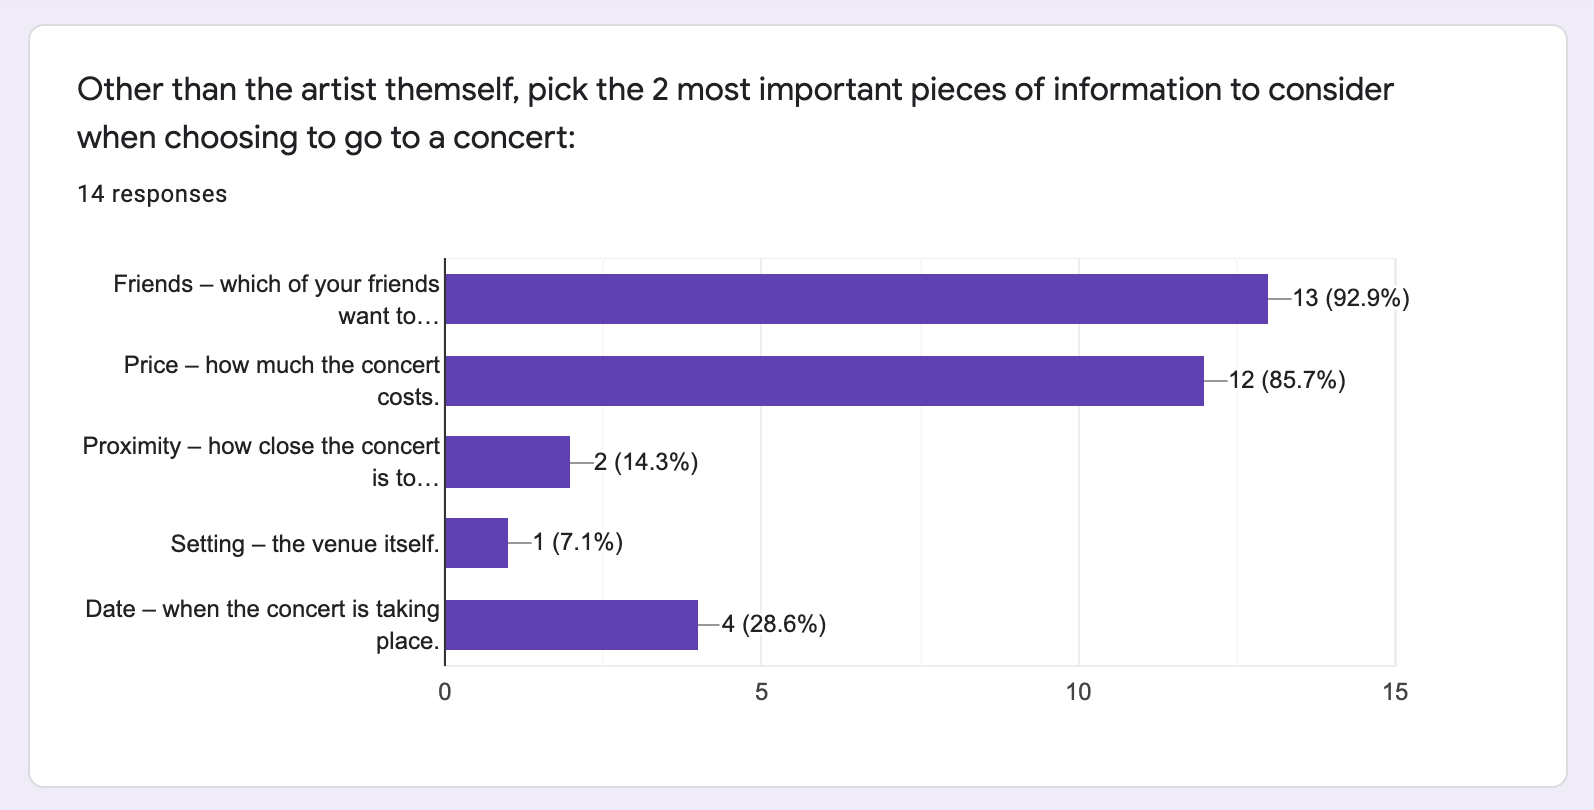 Other than the artist themself, pick the 2 most important pieces of information to consider
when choosing to go to a concert:
14 responses
Friends – which of your friends
want to…
13 (92.9%)
Price – how much the concert
costs.
12 (85.7%)
Proximity – how close the concert
is to…
2 (14.3%)
Setting – the venue itself.
1 (7.1%)
Date – when the concert is taking
place.
4 (28.6%)
0 5 10 15